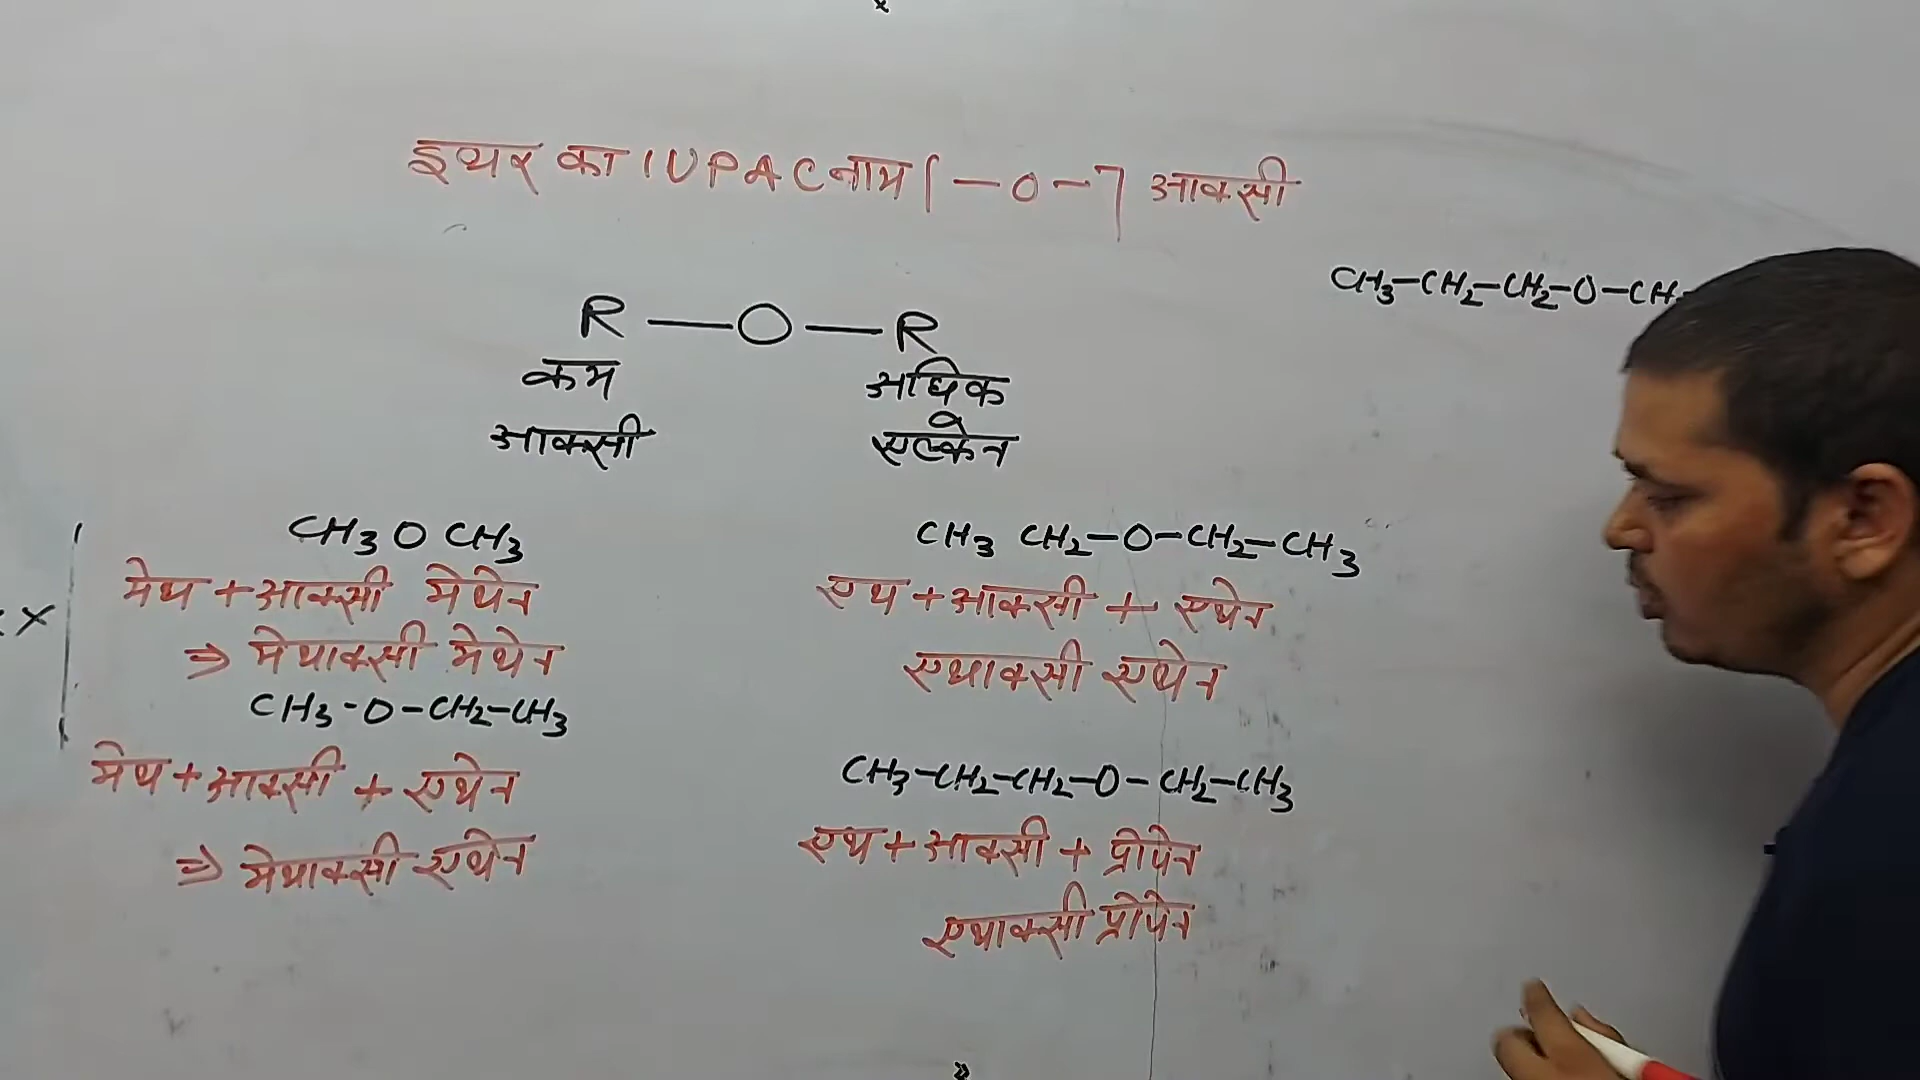 इथर का IUPAC नाम [-O-] आक्सी
CH3-CH2-CH2-O-CH
R—O—R
कम अधिक
आक्सी एल्केन
CH3 O CH3
मेथ + आक्सी मेथेन
⇒ मेथाक्सी मेथेन
CH3-O-CH2-CH3
मेथ + आक्सी + एथेन
⇒ मेथाक्सी एथेन
CH3 CH2-O-CH2-CH3
एथ + आक्सी + एथेन
एथाक्सी एथेन
CH3-CH2-CH2-O-CH2-CH3
एथ + आक्सी + प्रोपेन
एथाक्सी प्रोपेन